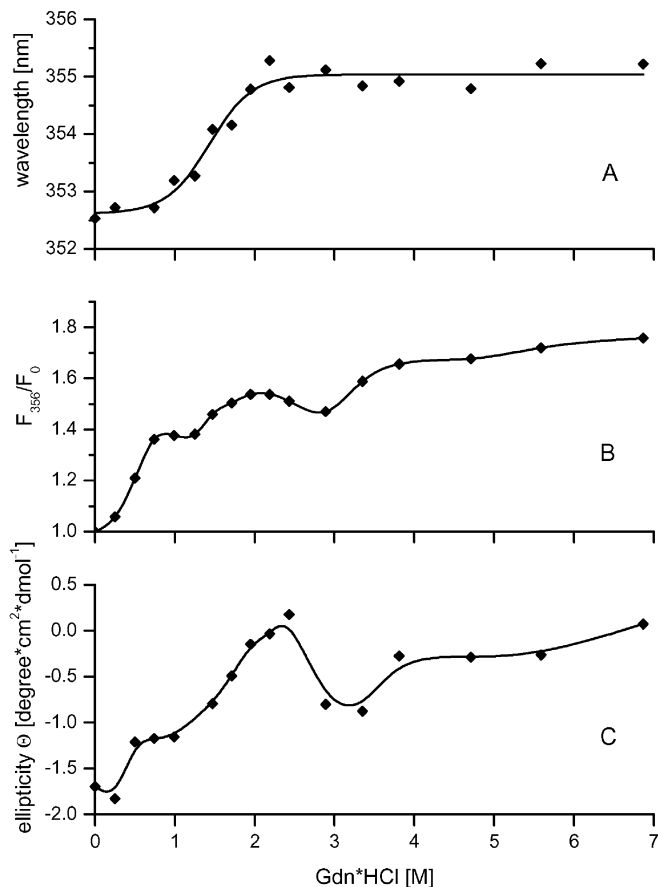 356
355
354
353
352
wavelength [nm]
A
1.8
1.6
1.4
1.2
1.0
F356/F0
B
0.5
0.0
-0.5
-1.0
-1.5
-2.0
ellipticity Θ [degree*cm²*dmol⁻¹]
C
0 1 2 3 4 5 6 7
Gdn*HCl [M]